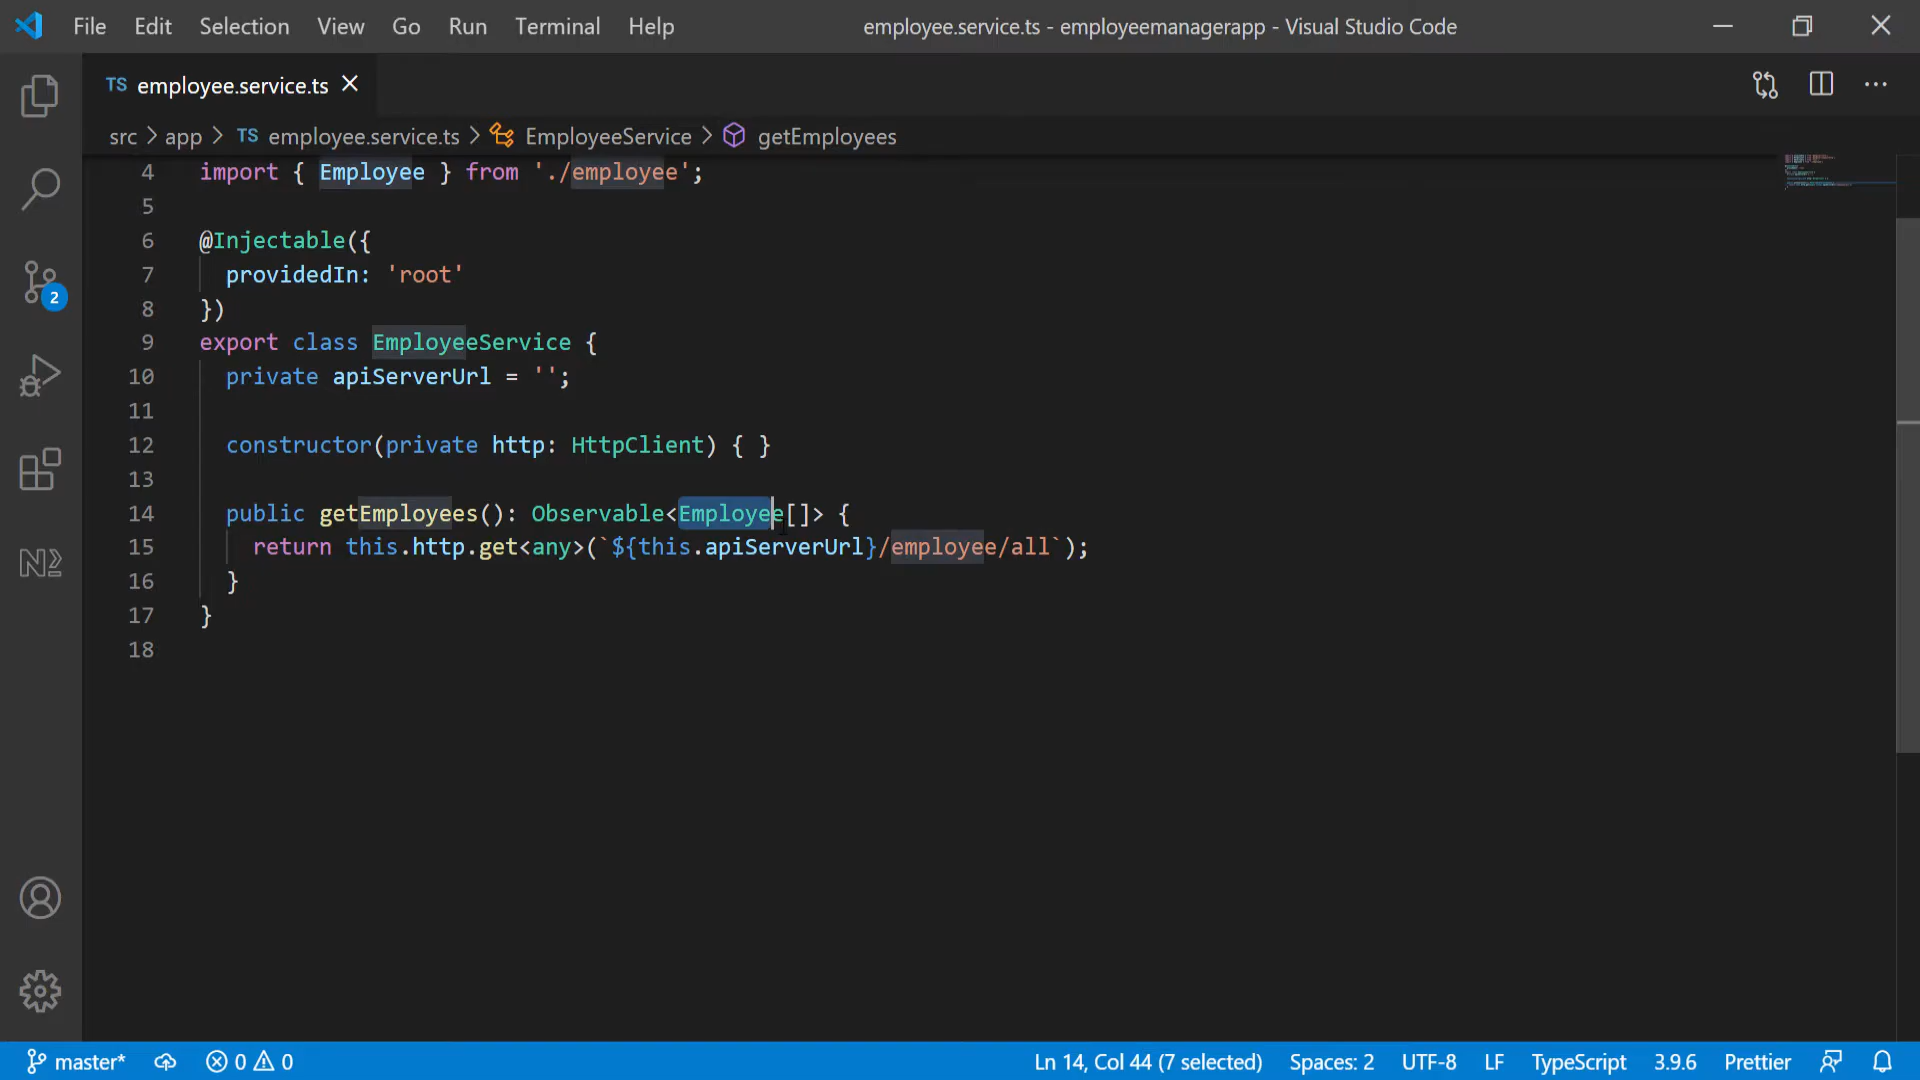 File Edit Selection View Go Run Terminal Help employee.service.ts - employeemanagerapp - Visual Studio Code
TS employee.service.ts
src > app > TS employee.service.ts > EmployeeService > getEmployees
4 import { Employee } from './employee';
5
6 @Injectable({
7 providedIn: 'root'
8 })
9 export class EmployeeService {
10 private apiServerUrl = '';
11
12 constructor(private http: HttpClient) { }
13
14 public getEmployees(): Observable<Employee[]> {
15 return this.http.get<any>(`${this.apiServerUrl}/employee/all`);
16 }
17 }
18
2
master* 0 0 Ln 14, Col 44 (7 selected) Spaces: 2 UTF-8 LF TypeScript 3.9.6 Prettier